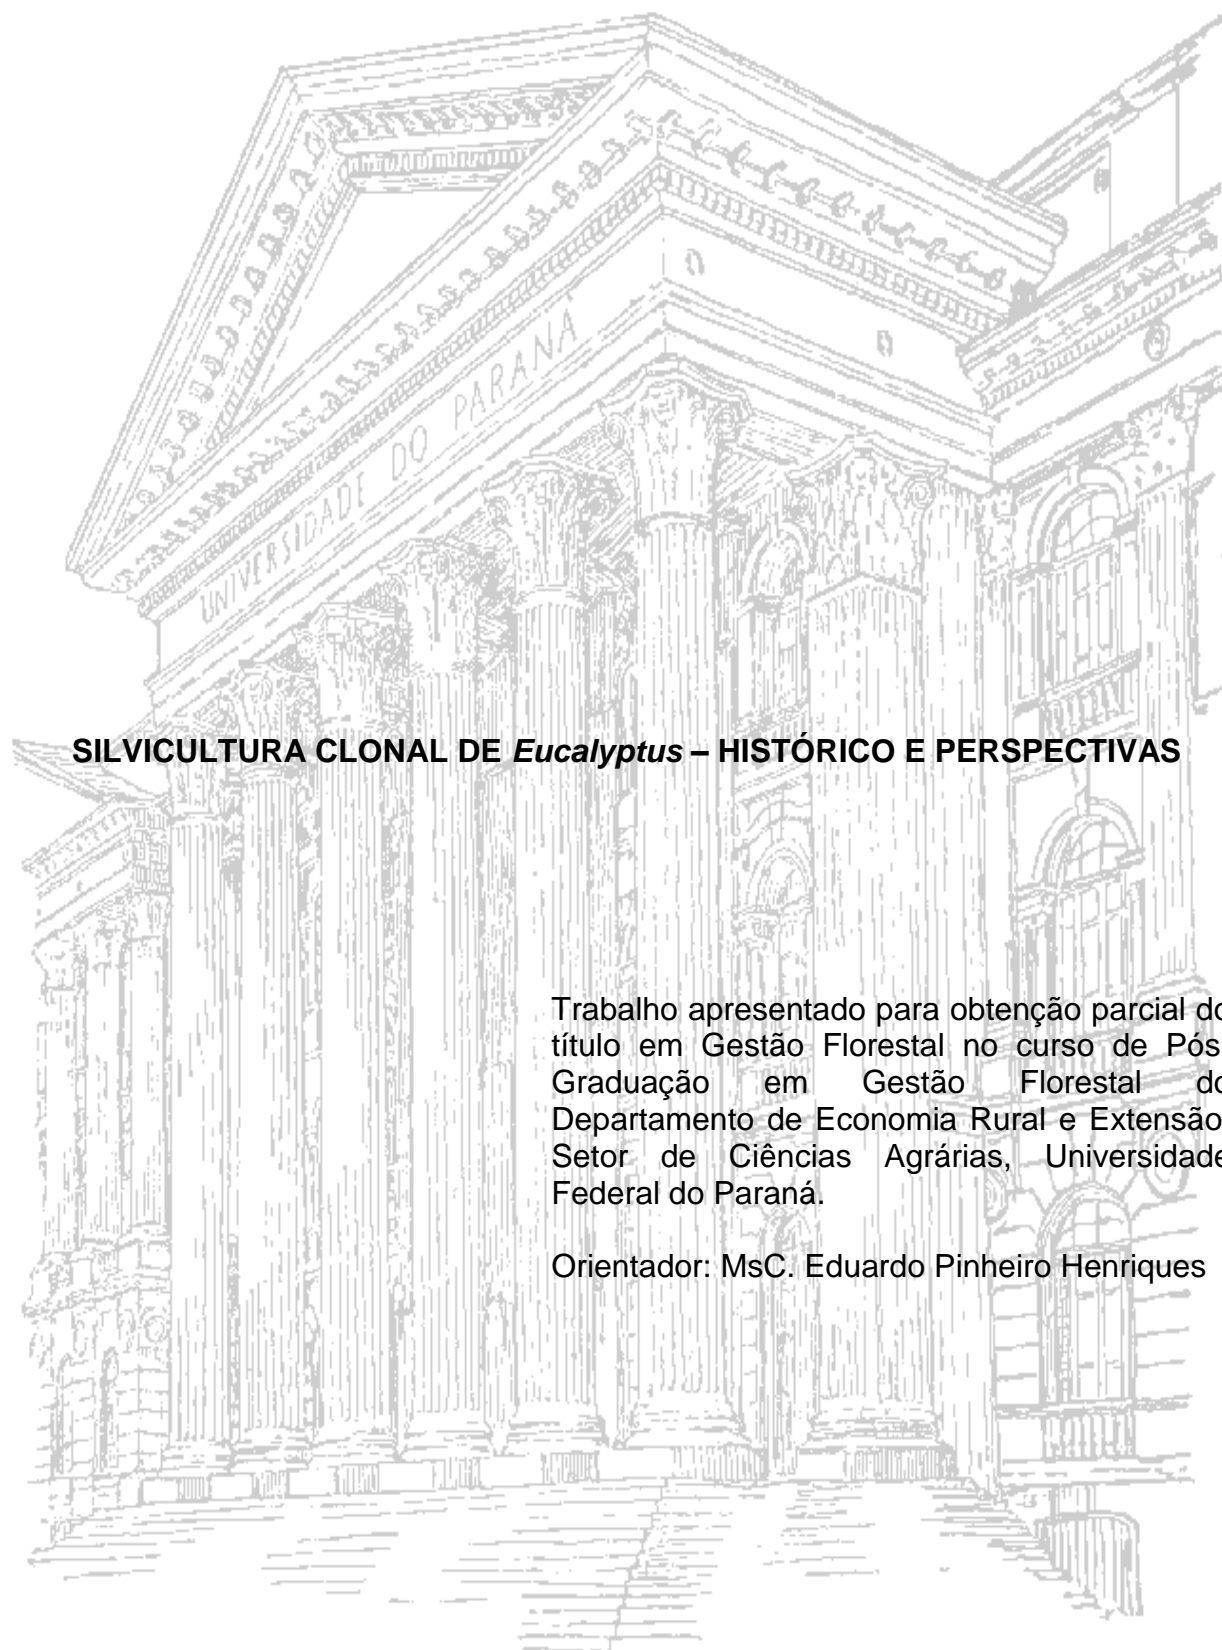 UNIVERSIDADE DO PARANÁ
SILVICULTURA CLONAL DE Eucalyptus – HISTÓRICO E PERSPECTIVAS
Trabalho apresentado para obtenção parcial do
título em Gestão Florestal no curso de Pós
Graduação em Gestão Florestal do
Departamento de Economia Rural e Extensão
Setor de Ciências Agrárias, Universidade
Federal do Paraná.
Orientador: MsC. Eduardo Pinheiro Henriques